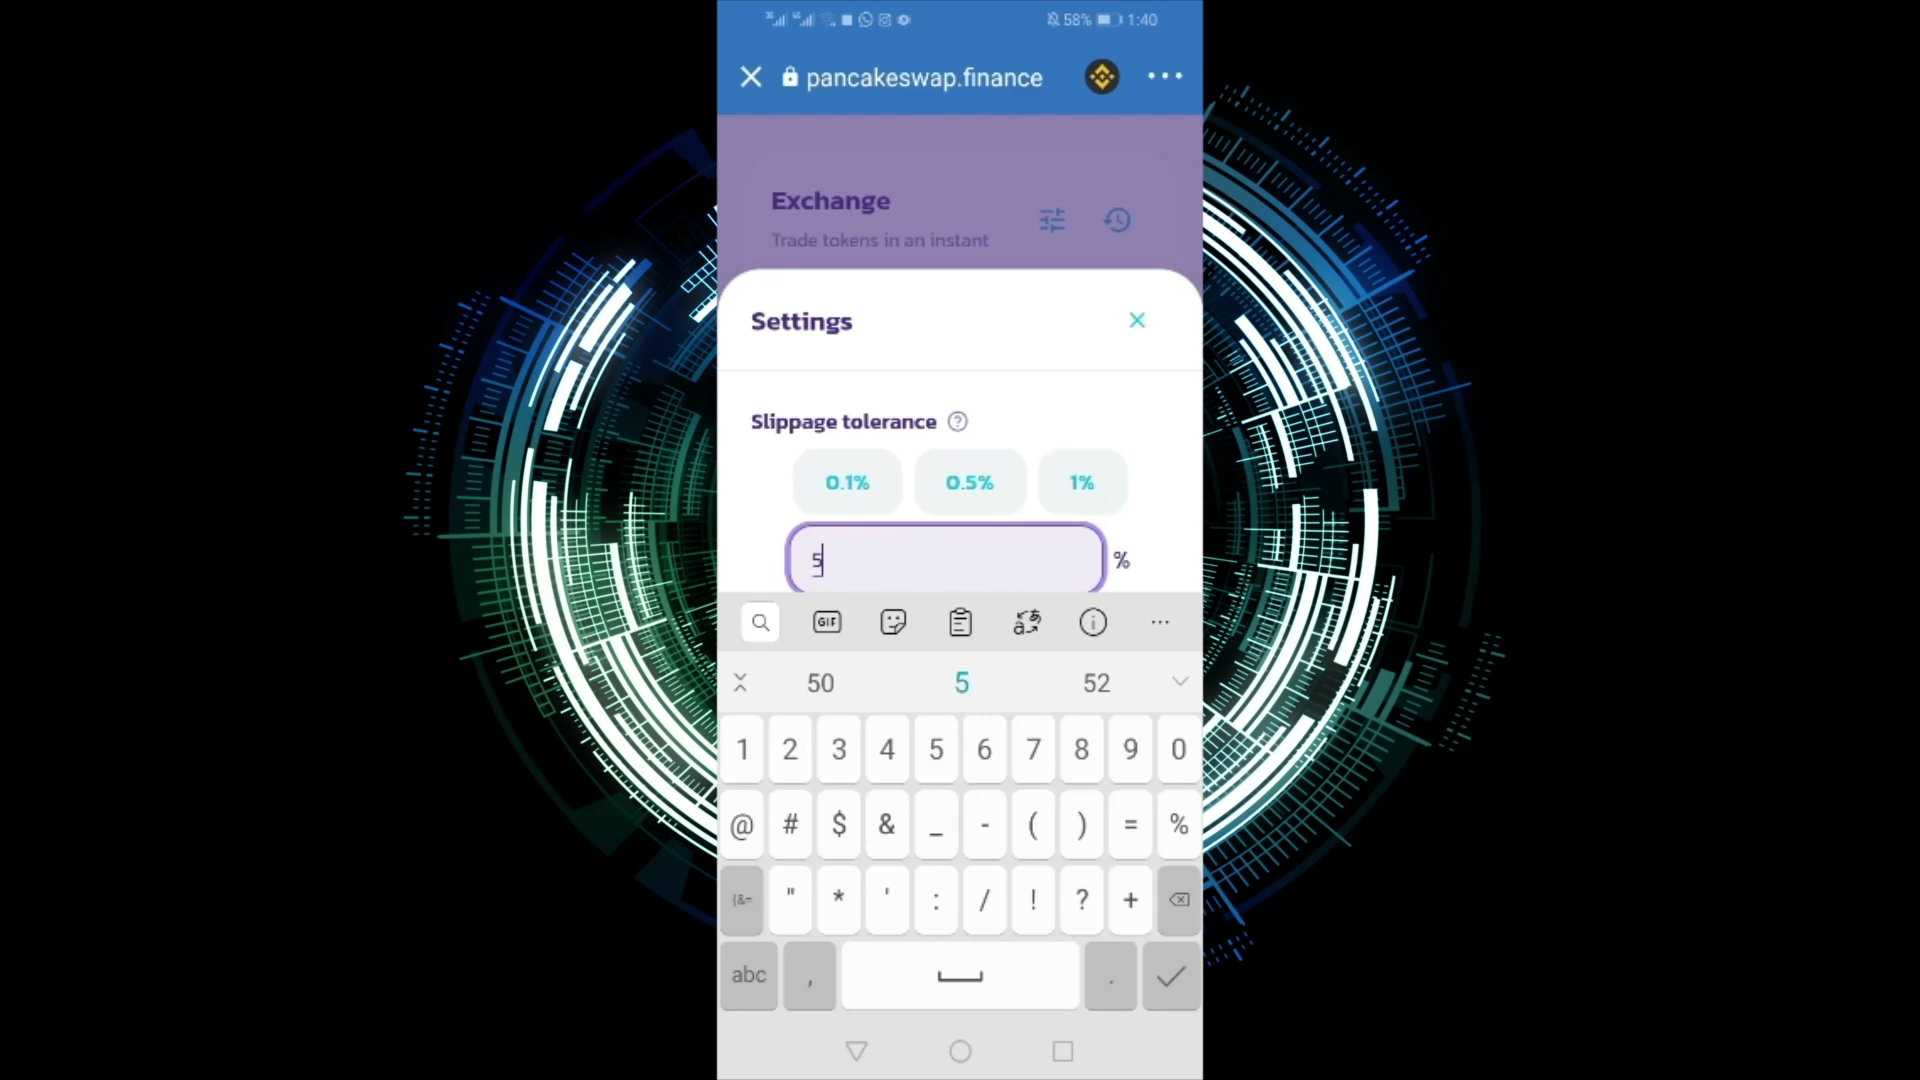 58% 1:40
pancakeswap.finance
Exchange
Trade tokens in an instant
Settings
Slippage tolerance ?
0.1% 0.5% 1%
5 %
GIF
50 5 52
1 2 3 4 5 6 7 8 9 0
@ # $ & _ - ( ) = %
{&= " * ' : / ! ? +
abc , .